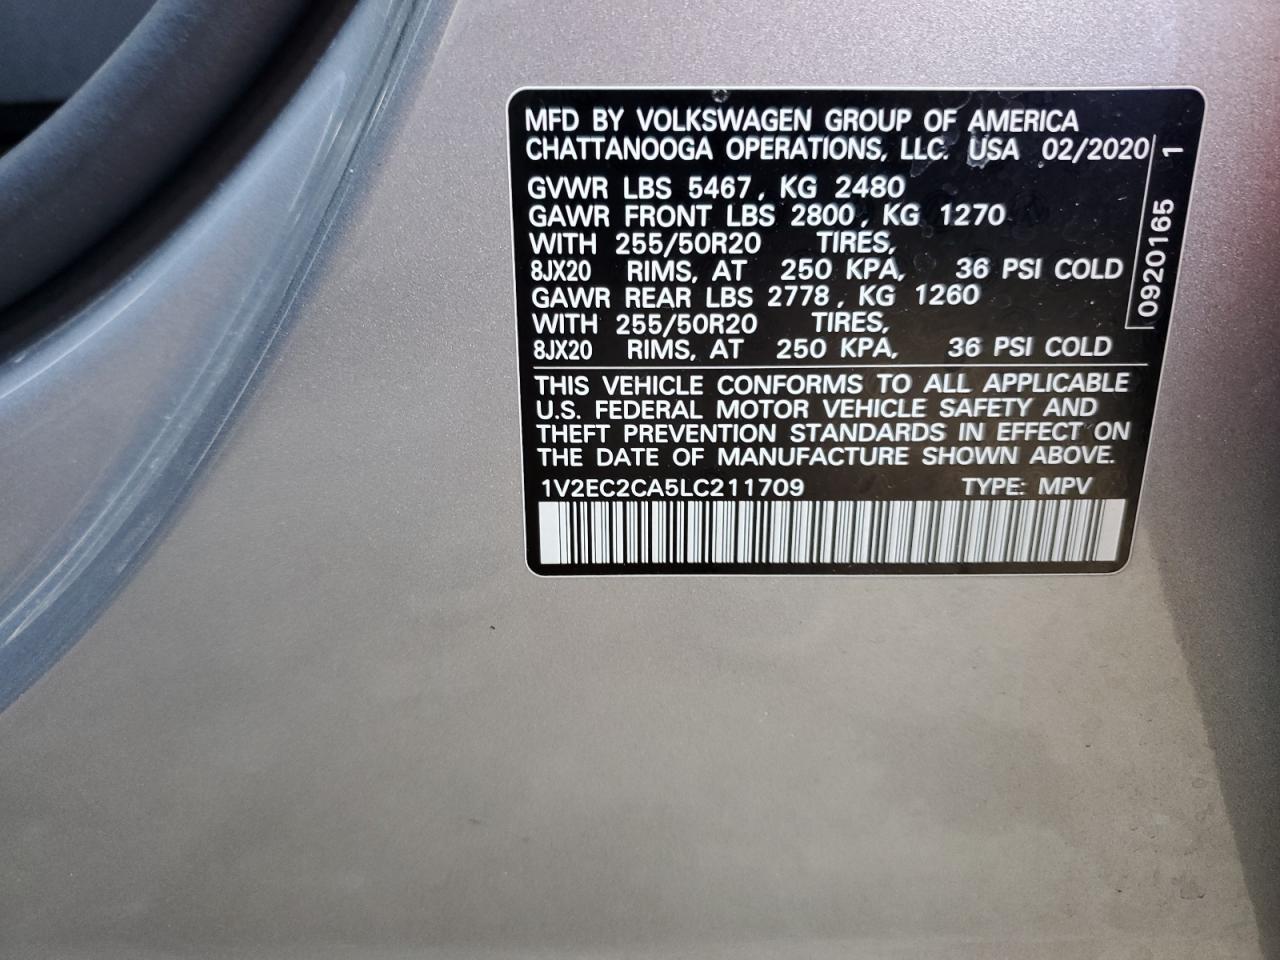 MFD BY VOLKSWAGEN GROUP OF AMERICA
CHATTANOOGA OPERATIONS, LLC. USA 02/2020
GVWR LBS 5467, KG 2480
GAWR FRONT LBS 2800, KG 1270
WITH 255/50R20 TIRES,
8JX20 RIMS, AT 250 KPA, 36 PSI COLD
GAWR REAR LBS 2778, KG 1260
WITH 255/50R20 TIRES,
8JX20 RIMS, AT 250 KPA, 36 PSI COLD
THIS VEHICLE CONFORMS TO ALL APPLICABLE
U.S. FEDERAL MOTOR VEHICLE SAFETY AND
THEFT PREVENTION STANDARDS IN EFFECT ON
THE DATE OF MANUFACTURE SHOWN ABOVE.
1V2EC2CA5LC211709 TYPE: MPV
0920165 1